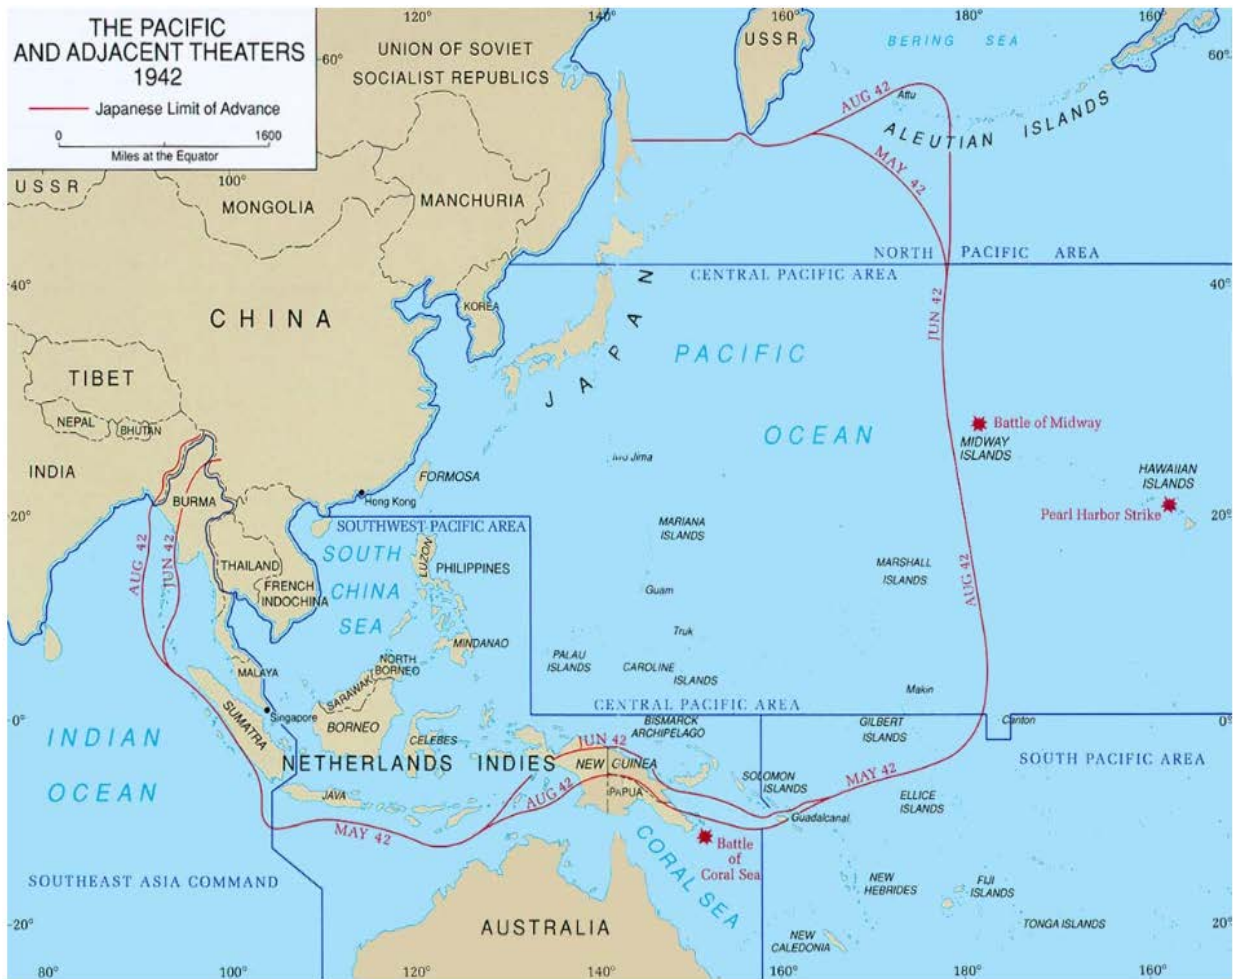 THE PACIFIC
AND ADJACENT THEATERS
1942
Japanese Limit of Advance
0 1600
Miles at the Equator
120° 140° 160° 180° 160°
60°
UNION OF SOVIET
SOCIALIST REPUBLICS
USSR
BERING SEA
60°
AUG 42
Attu
ALEUTIAN ISLANDS
MAY 42
USSR
100°
MONGOLIA
MANCHURIA
NORTH PACIFIC AREA
CENTRAL PACIFIC AREA
40°
40°
KOREA
CHINA
JAPAN
JUN 42
PACIFIC
OCEAN
TIBET
NEPAL
BHUTAN
INDIA
BURMA
Battle of Midway
MIDWAY
ISLANDS
Iwo Jima
FORMOSA
HAWAIIAN
ISLANDS
Hong Kong
Pearl Harbor Strike
20°
20°
SOUTHWEST PACIFIC AREA
MARIANA
ISLANDS
AUG 42
JUN 42
THAILAND
FRENCH
INDOCHINA
SOUTH
CHINA
SEA
LUZON
PHILIPPINES
MARSHALL
ISLANDS
AUG 42
Guam
Truk
MINDANAO
PALAU
ISLANDS
CAROLINE
ISLANDS
MALAYA
NORTH
BORNEO
SARAWAK
Makin
CENTRAL PACIFIC AREA
0°
0°
Singapore
SUMATRA
BORNEO
CELEBES
BISMARCK
ARCHIPELAGO
GILBERT
ISLANDS
Canton
INDIAN
OCEAN
NETHERLANDS INDIES
JUN 42
NEW GUINEA
SOUTH PACIFIC AREA
JAVA
AUG 42
PAPUA
SOLOMON
ISLANDS
MAY 42
ELLICE
ISLANDS
Guadalcanal
MAY 42
Battle
of
Coral Sea
CORAL SEA
SOUTHEAST ASIA COMMAND
NEW
HEBRIDES
FIJI
ISLANDS
20°
AUSTRALIA
TONGA ISLANDS
20°
NEW
CALEDONIA
80° 100° 120° 140° 160° 180° 160°